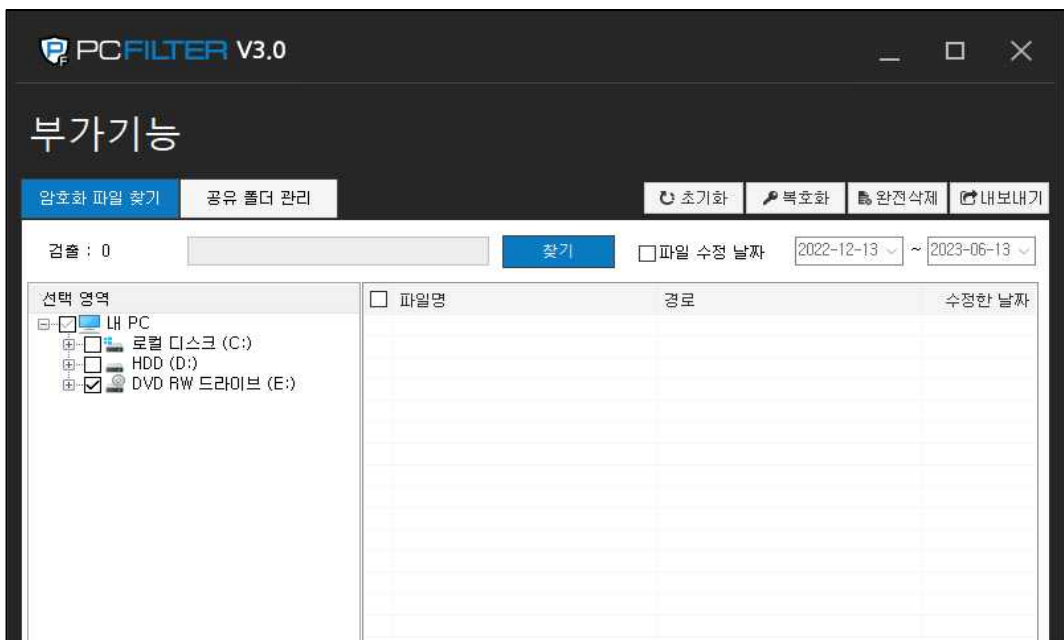 PCFILTER V3.0
부가기능
암호화 파일 찾기 공유 폴더 관리 초기화 복호화 완전삭제 내보내기
검출 : 0 찾기 파일 수정 날짜 2022-12-13 ~ 2023-06-13
선택 영역 파일명 경로 수정한 날짜
내 PC
로컬 디스크 (C:)
HDD (D:)
DVD RW 드라이브 (E:)